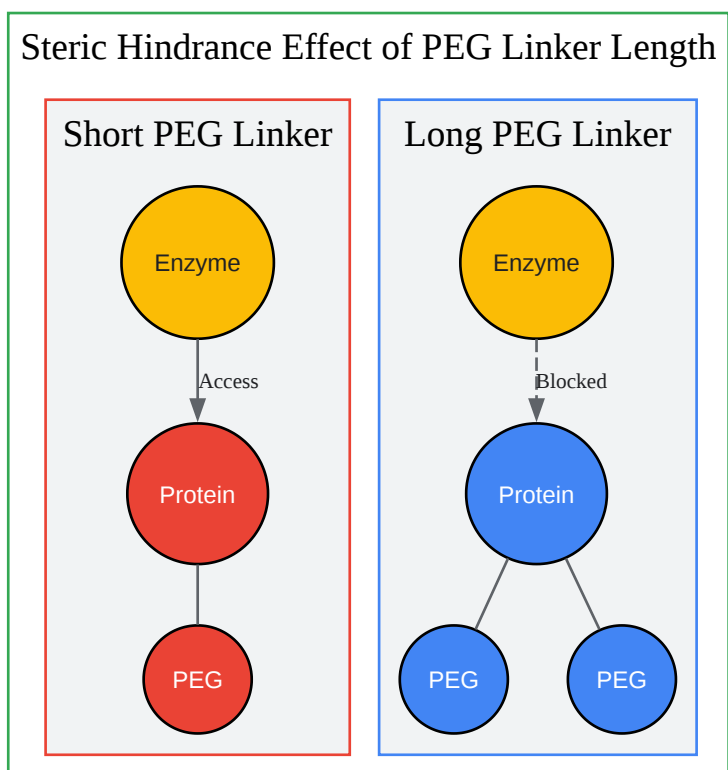 Steric Hindrance Effect of PEG Linker Length
Short PEG Linker
Enzyme
Access
Protein
PEG
Long PEG Linker
Enzyme
Blocked
Protein
PEG
PEG